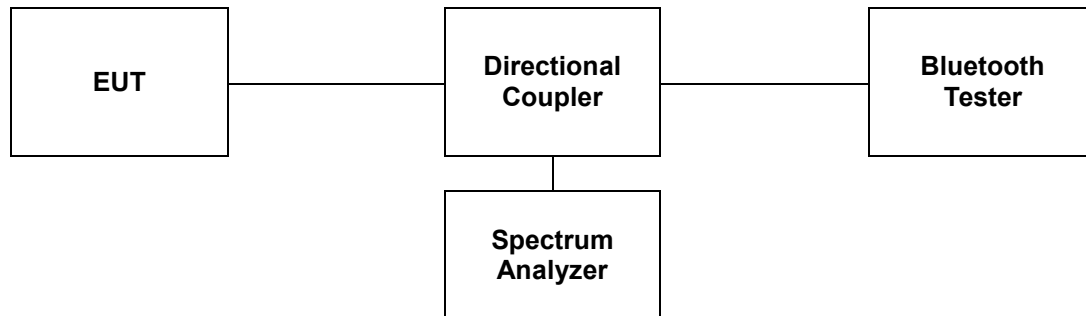 EUT
Directional
Coupler
Bluetooth
Tester
Spectrum
Analyzer